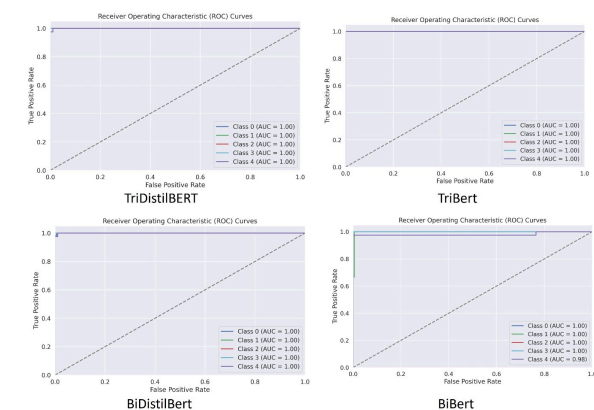 Receiver Operating Characteristic (ROC) Curves
1.0
0.8
0.6
0.4
0.2
0.0
True Positive Rate
Class 0 (AUC = 1.00)
Class 1 (AUC = 1.00)
Class 2 (AUC = 1.00)
Class 3 (AUC = 1.00)
Class 4 (AUC = 1.00)
0.0 0.2 0.4 0.6 0.8 1.0
False Positive Rate
TriDistilBERT
Receiver Operating Characteristic (ROC) Curves
1.0
0.8
0.6
0.4
0.2
0.0
True Positive Rate
Class 0 (AUC = 1.00)
Class 1 (AUC = 1.00)
Class 2 (AUC = 1.00)
Class 3 (AUC = 1.00)
Class 4 (AUC = 1.00)
0.0 0.2 0.4 0.6 0.8 1.0
False Positive Rate
TriBert
Receiver Operating Characteristic (ROC) Curves
1.0
0.8
0.6
0.4
0.2
0.0
True Positive Rate
Class 0 (AUC = 1.00)
Class 1 (AUC = 1.00)
Class 2 (AUC = 1.00)
Class 3 (AUC = 1.00)
Class 4 (AUC = 1.00)
0.0 0.2 0.4 0.6 0.8 1.0
False Positive Rate
BiDistilBert
Receiver Operating Characteristic (ROC) Curves
1.0
0.8
0.6
0.4
0.2
0.0
True Positive Rate
Class 0 (AUC = 1.00)
Class 1 (AUC = 1.00)
Class 2 (AUC = 1.00)
Class 3 (AUC = 1.00)
Class 4 (AUC = 0.98)
0.0 0.2 0.4 0.6 0.8 1.0
False Positive Rate
BiBert